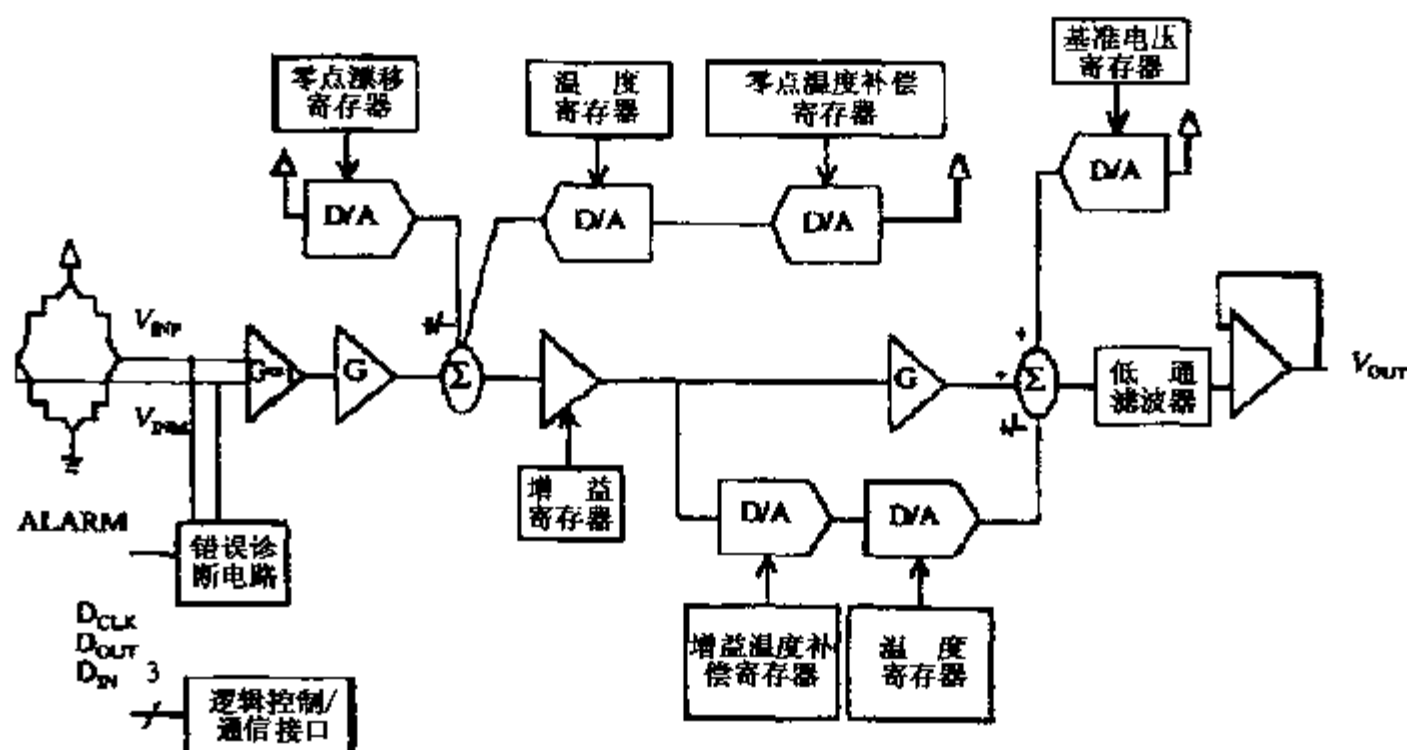 零点漂移
寄存器
温 度
寄存器
零点温度补偿
寄存器
基准电压
寄存器
D/A
D/A
D/A
D/A
V_INP
V_INM
G=1
G
Σ
+/-
G
Σ
+
+
+/-
低 通
滤波器
V_OUT
增 益
寄存器
D/A
D/A
ALARM
错误诊
断电路
增益温度补
偿寄存器
温 度
寄存器
D_CLK
D_OUT
D_IN 3
逻辑控制/
通信接口